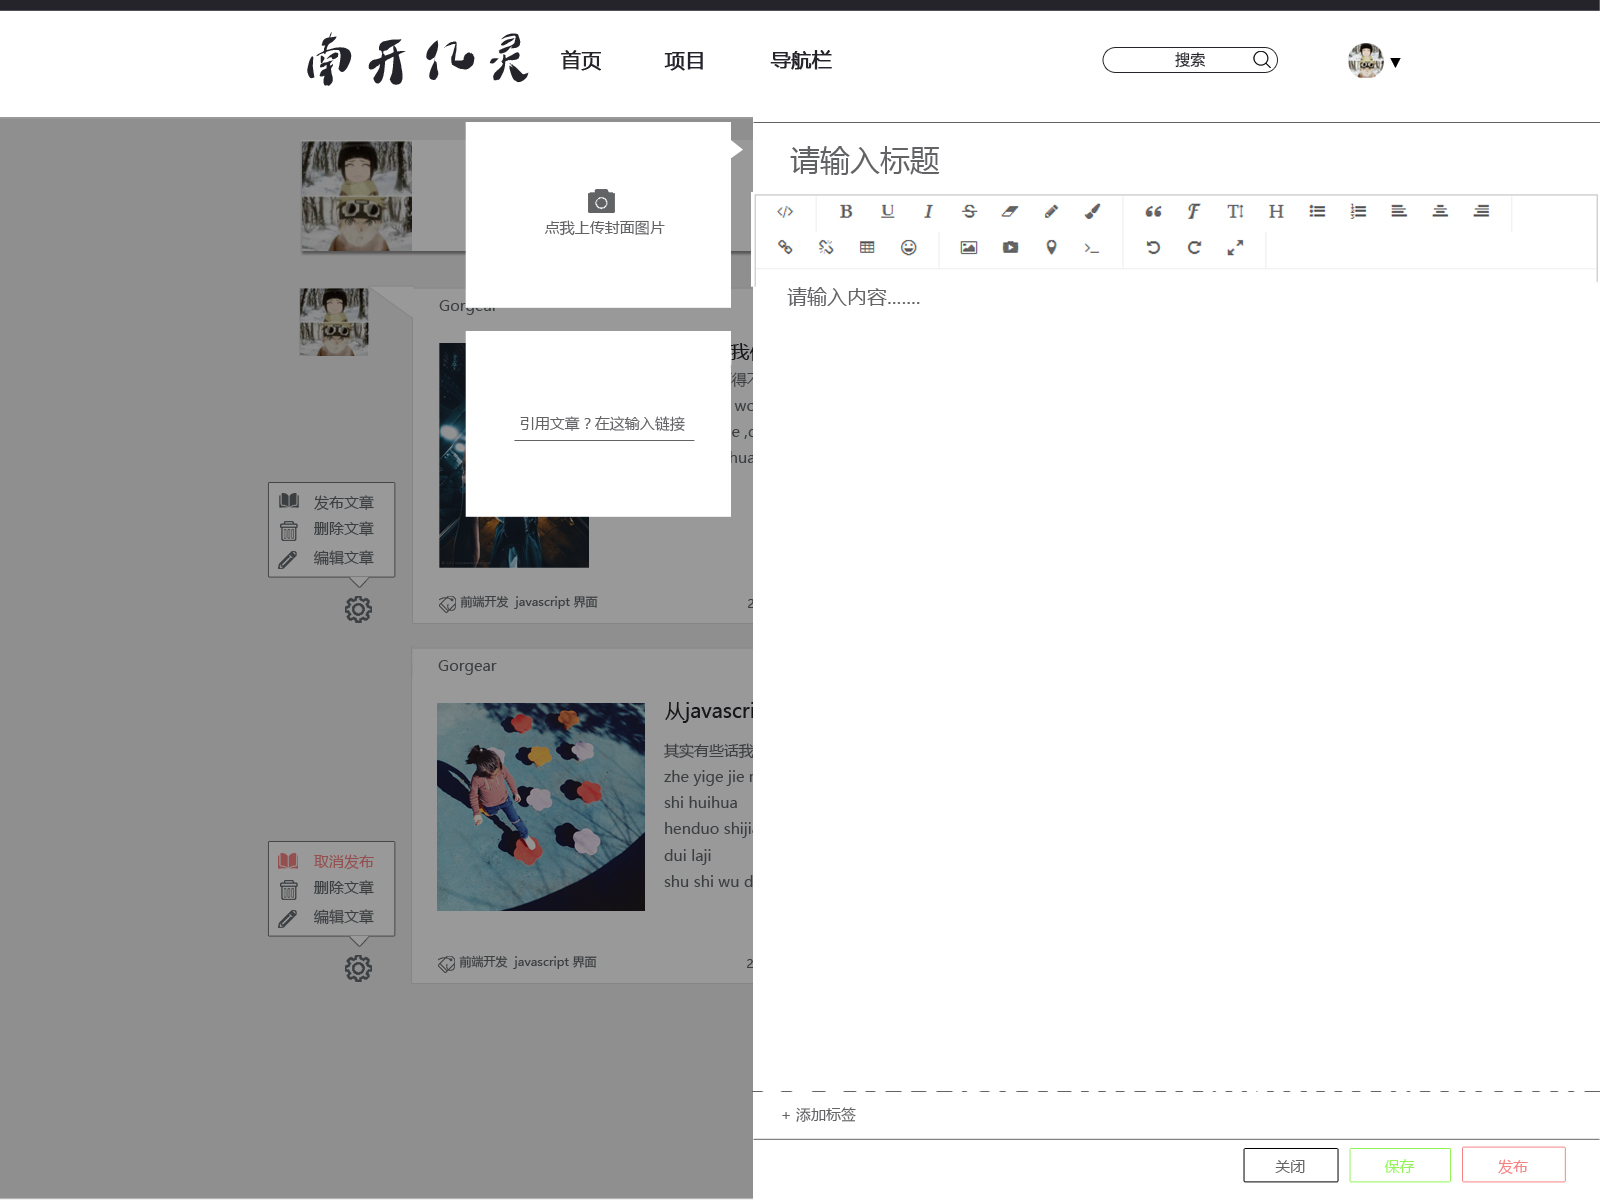 南开亿灵
首页
项目
导航栏
搜索
点我上传封面图片
请输入标题
B U I S F T H
请输入内容.......
Gorgear
我
引用文章？在这输入链接
发布文章
删除文章
编辑文章
前端开发 javascript 界面
2
Gorgear
从javascri
其实有些话我
zhe yige jie
shi huihua
henduo shiji
dui laji
shu shi wu d
取消发布
删除文章
编辑文章
前端开发 javascript 界面
2
+ 添加标签
关闭
保存
发布